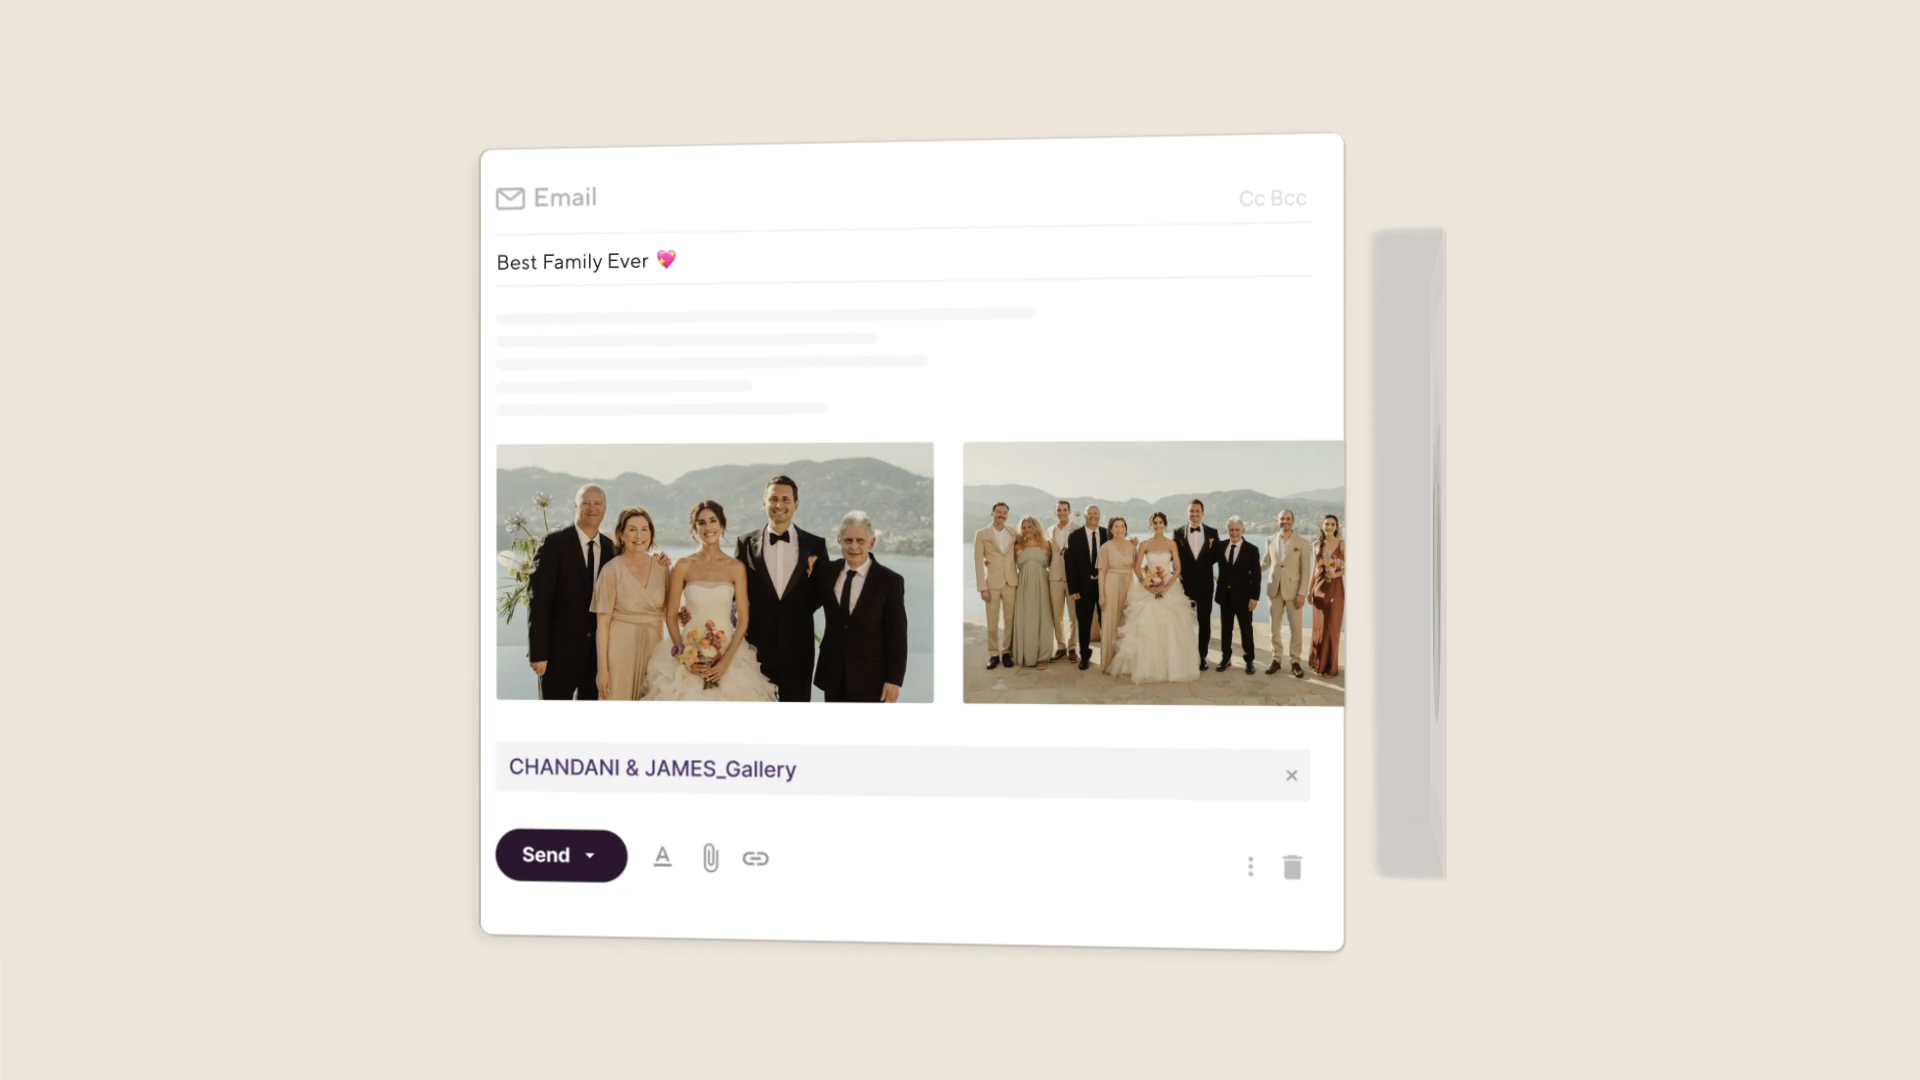 Email
Cc Bcc
Best Family Ever 💖
CHANDANI & JAMES_Gallery
Send